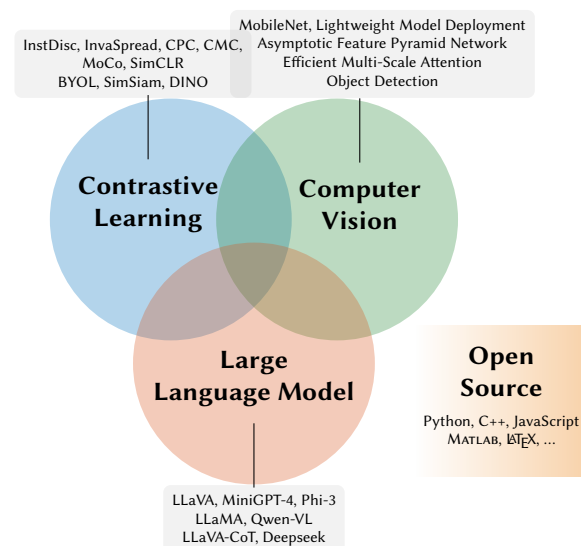 InstDisc, InvaSpread, CPC, CMC,
MoCo, SimCLR
BYOL, SimSiam, DINO
MobileNet, Lightweight Model Deployment
Asymptotic Feature Pyramid Network
Efficient Multi-Scale Attention
Object Detection
Contrastive
Learning
Computer
Vision
Large
Language Model
Open
Source
Python, C++, JavaScript
MATLAB, LATEX, ...
LLaVA, MiniGPT-4, Phi-3
LLaMA, Qwen-VL
LLaVA-CoT, Deepseek